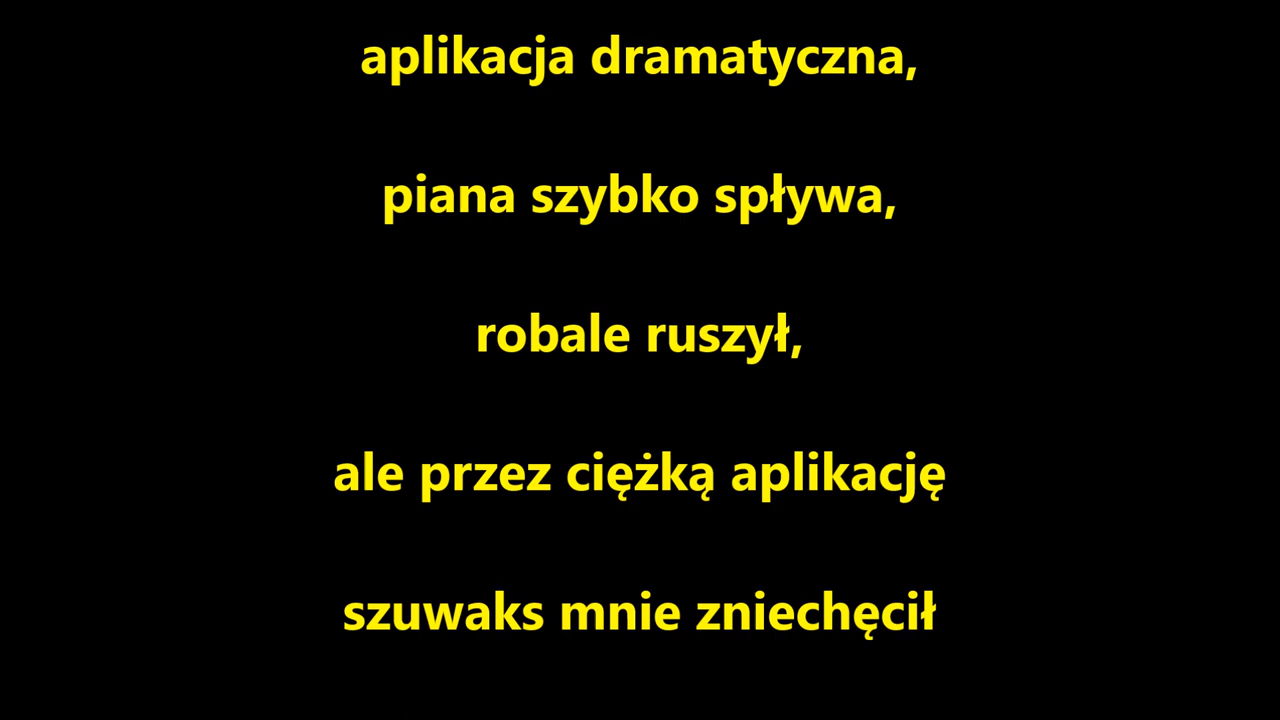 aplikacja dramatyczna,
piana szybko spływa,
robale ruszył,
ale przez ciężką aplikację
szuwaks mnie zniechęcił